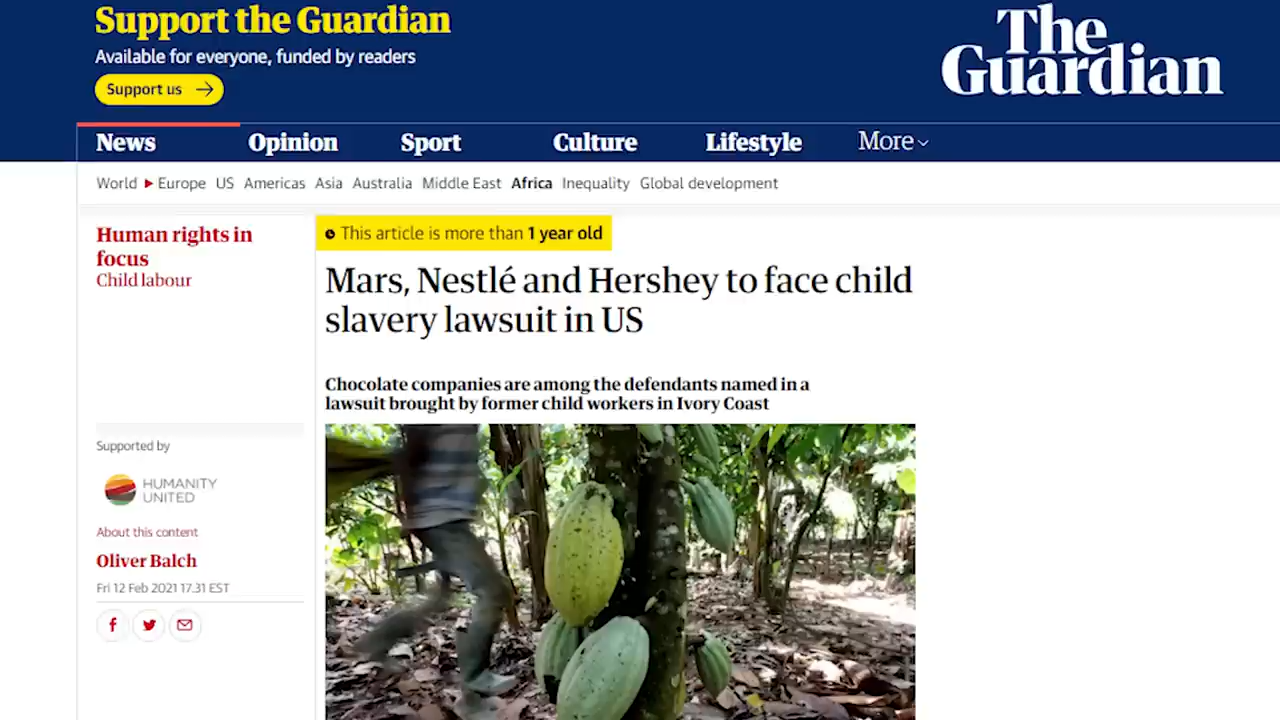 Support the Guardian
Available for everyone, funded by readers
Support us
The
Guardian
News Opinion Sport Culture Lifestyle More
World Europe US Americas Asia Australia Middle East Africa Inequality Global development
Human rights in
focus
Child labour
This article is more than 1 year old
Mars, Nestlé and Hershey to face child
slavery lawsuit in US
Chocolate companies are among the defendants named in a
lawsuit brought by former child workers in Ivory Coast
Supported by
HUMANITY
UNITED
About this content
Oliver Balch
Fri 12 Feb 2021 17.31 EST